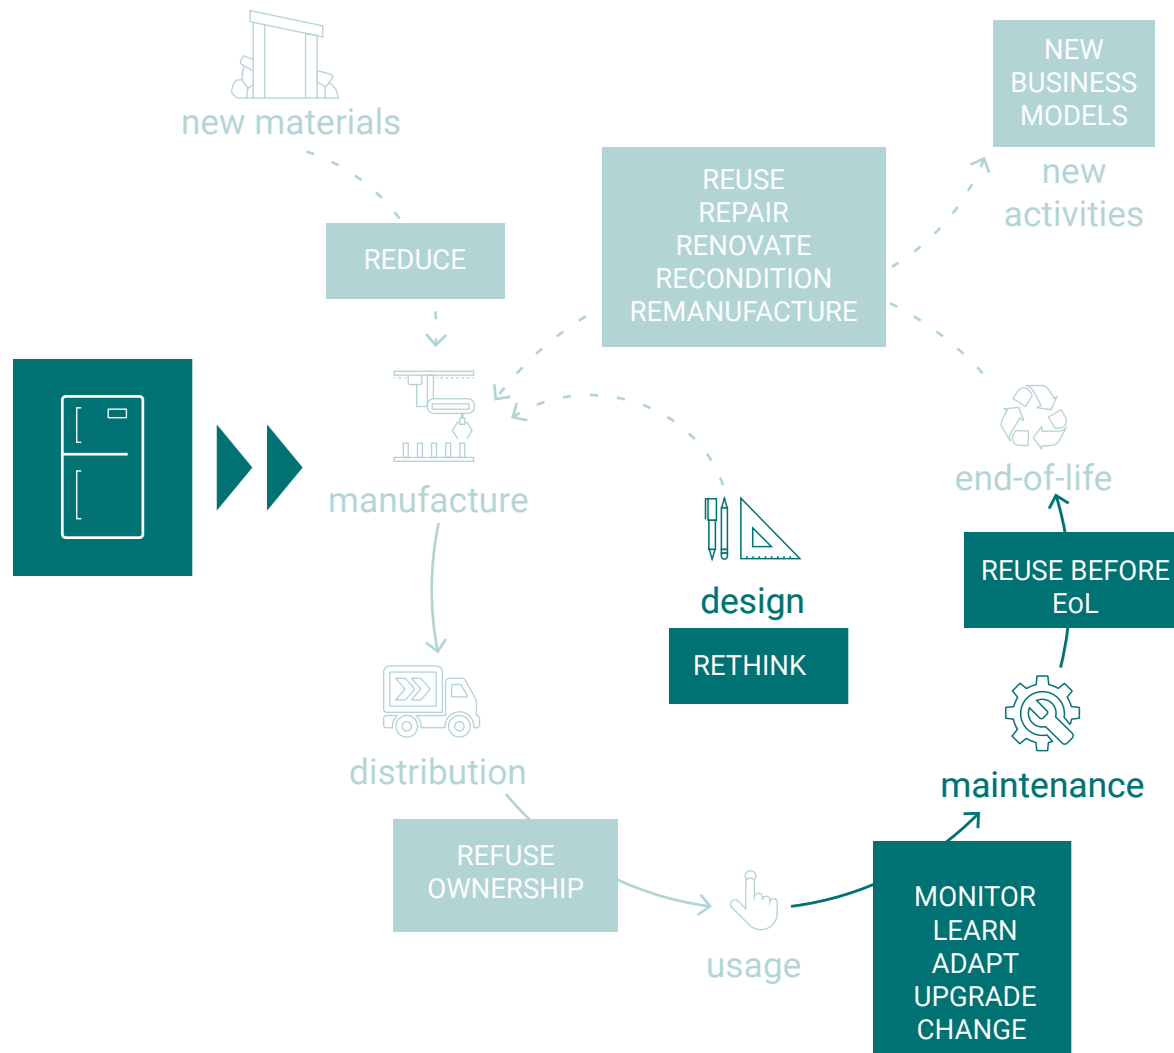 new materials
NEW
BUSINESS
MODELS
new
activities
REUSE
REPAIR
RENOVATE
RECONDITION
REMANUFACTURE
REDUCE
manufacture
end-of-life
design
RETHINK
REUSE BEFORE
EoL
distribution
maintenance
REFUSE
OWNERSHIP
usage
MONITOR
LEARN
ADAPT
UPGRADE
CHANGE